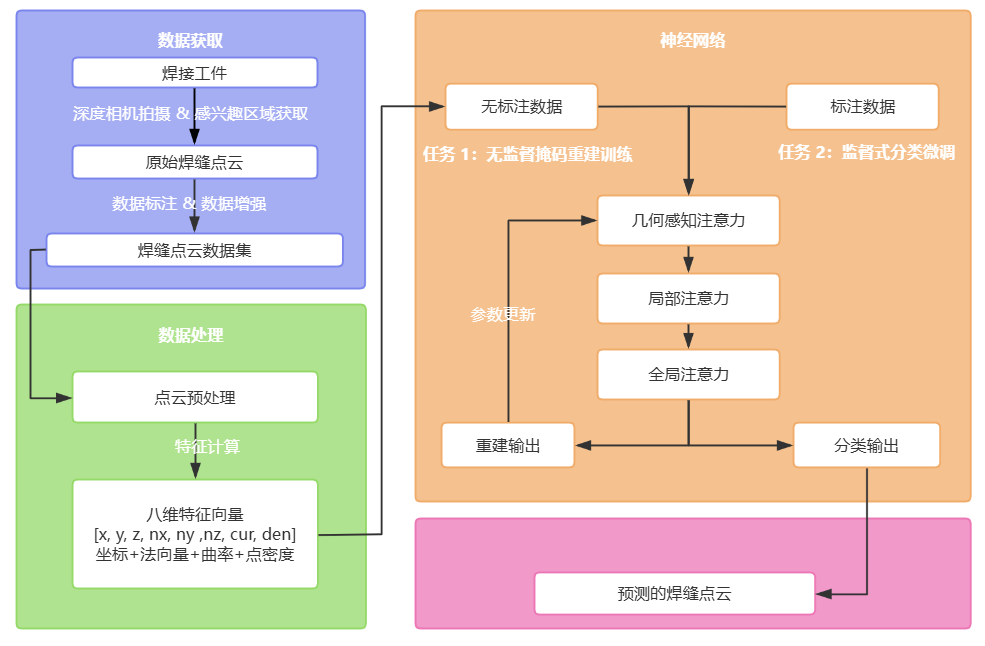 数据获取
焊接工件
深度相机拍摄 & 感兴趣区域获取
原始焊缝点云
数据标注 & 数据增强
焊缝点云数据集
数据处理
点云预处理
特征计算
八维特征向量
[x, y, z, nx, ny ,nz, cur, den]
坐标+法向量+曲率+点密度
神经网络
无标注数据
标注数据
任务 1：无监督掩码重建训练
任务 2：监督式分类微调
几何感知注意力
局部注意力
参数更新
全局注意力
重建输出
分类输出
预测的焊缝点云